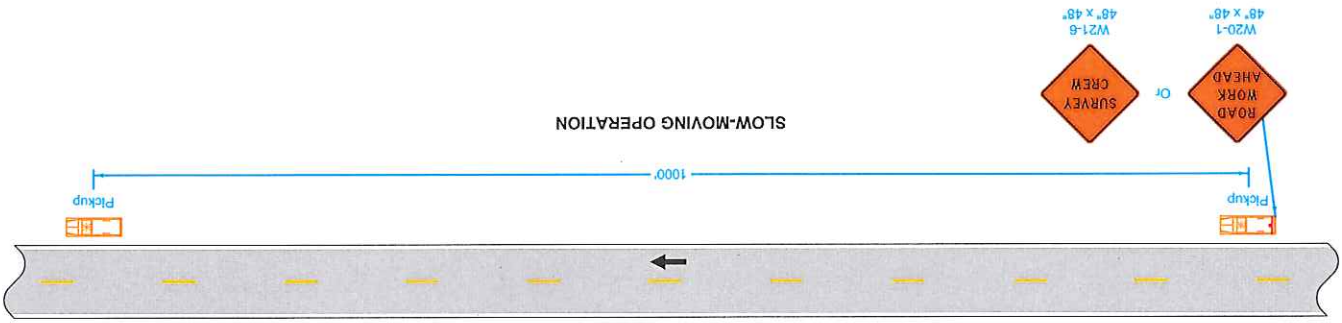 Pickup
Pickup
1000'
SLOW-MOVING OPERATION
ROAD
WORK
AHEAD
W20-1
48" x 48"
Or
SURVEY
CREW
W21-6
48" x 48"